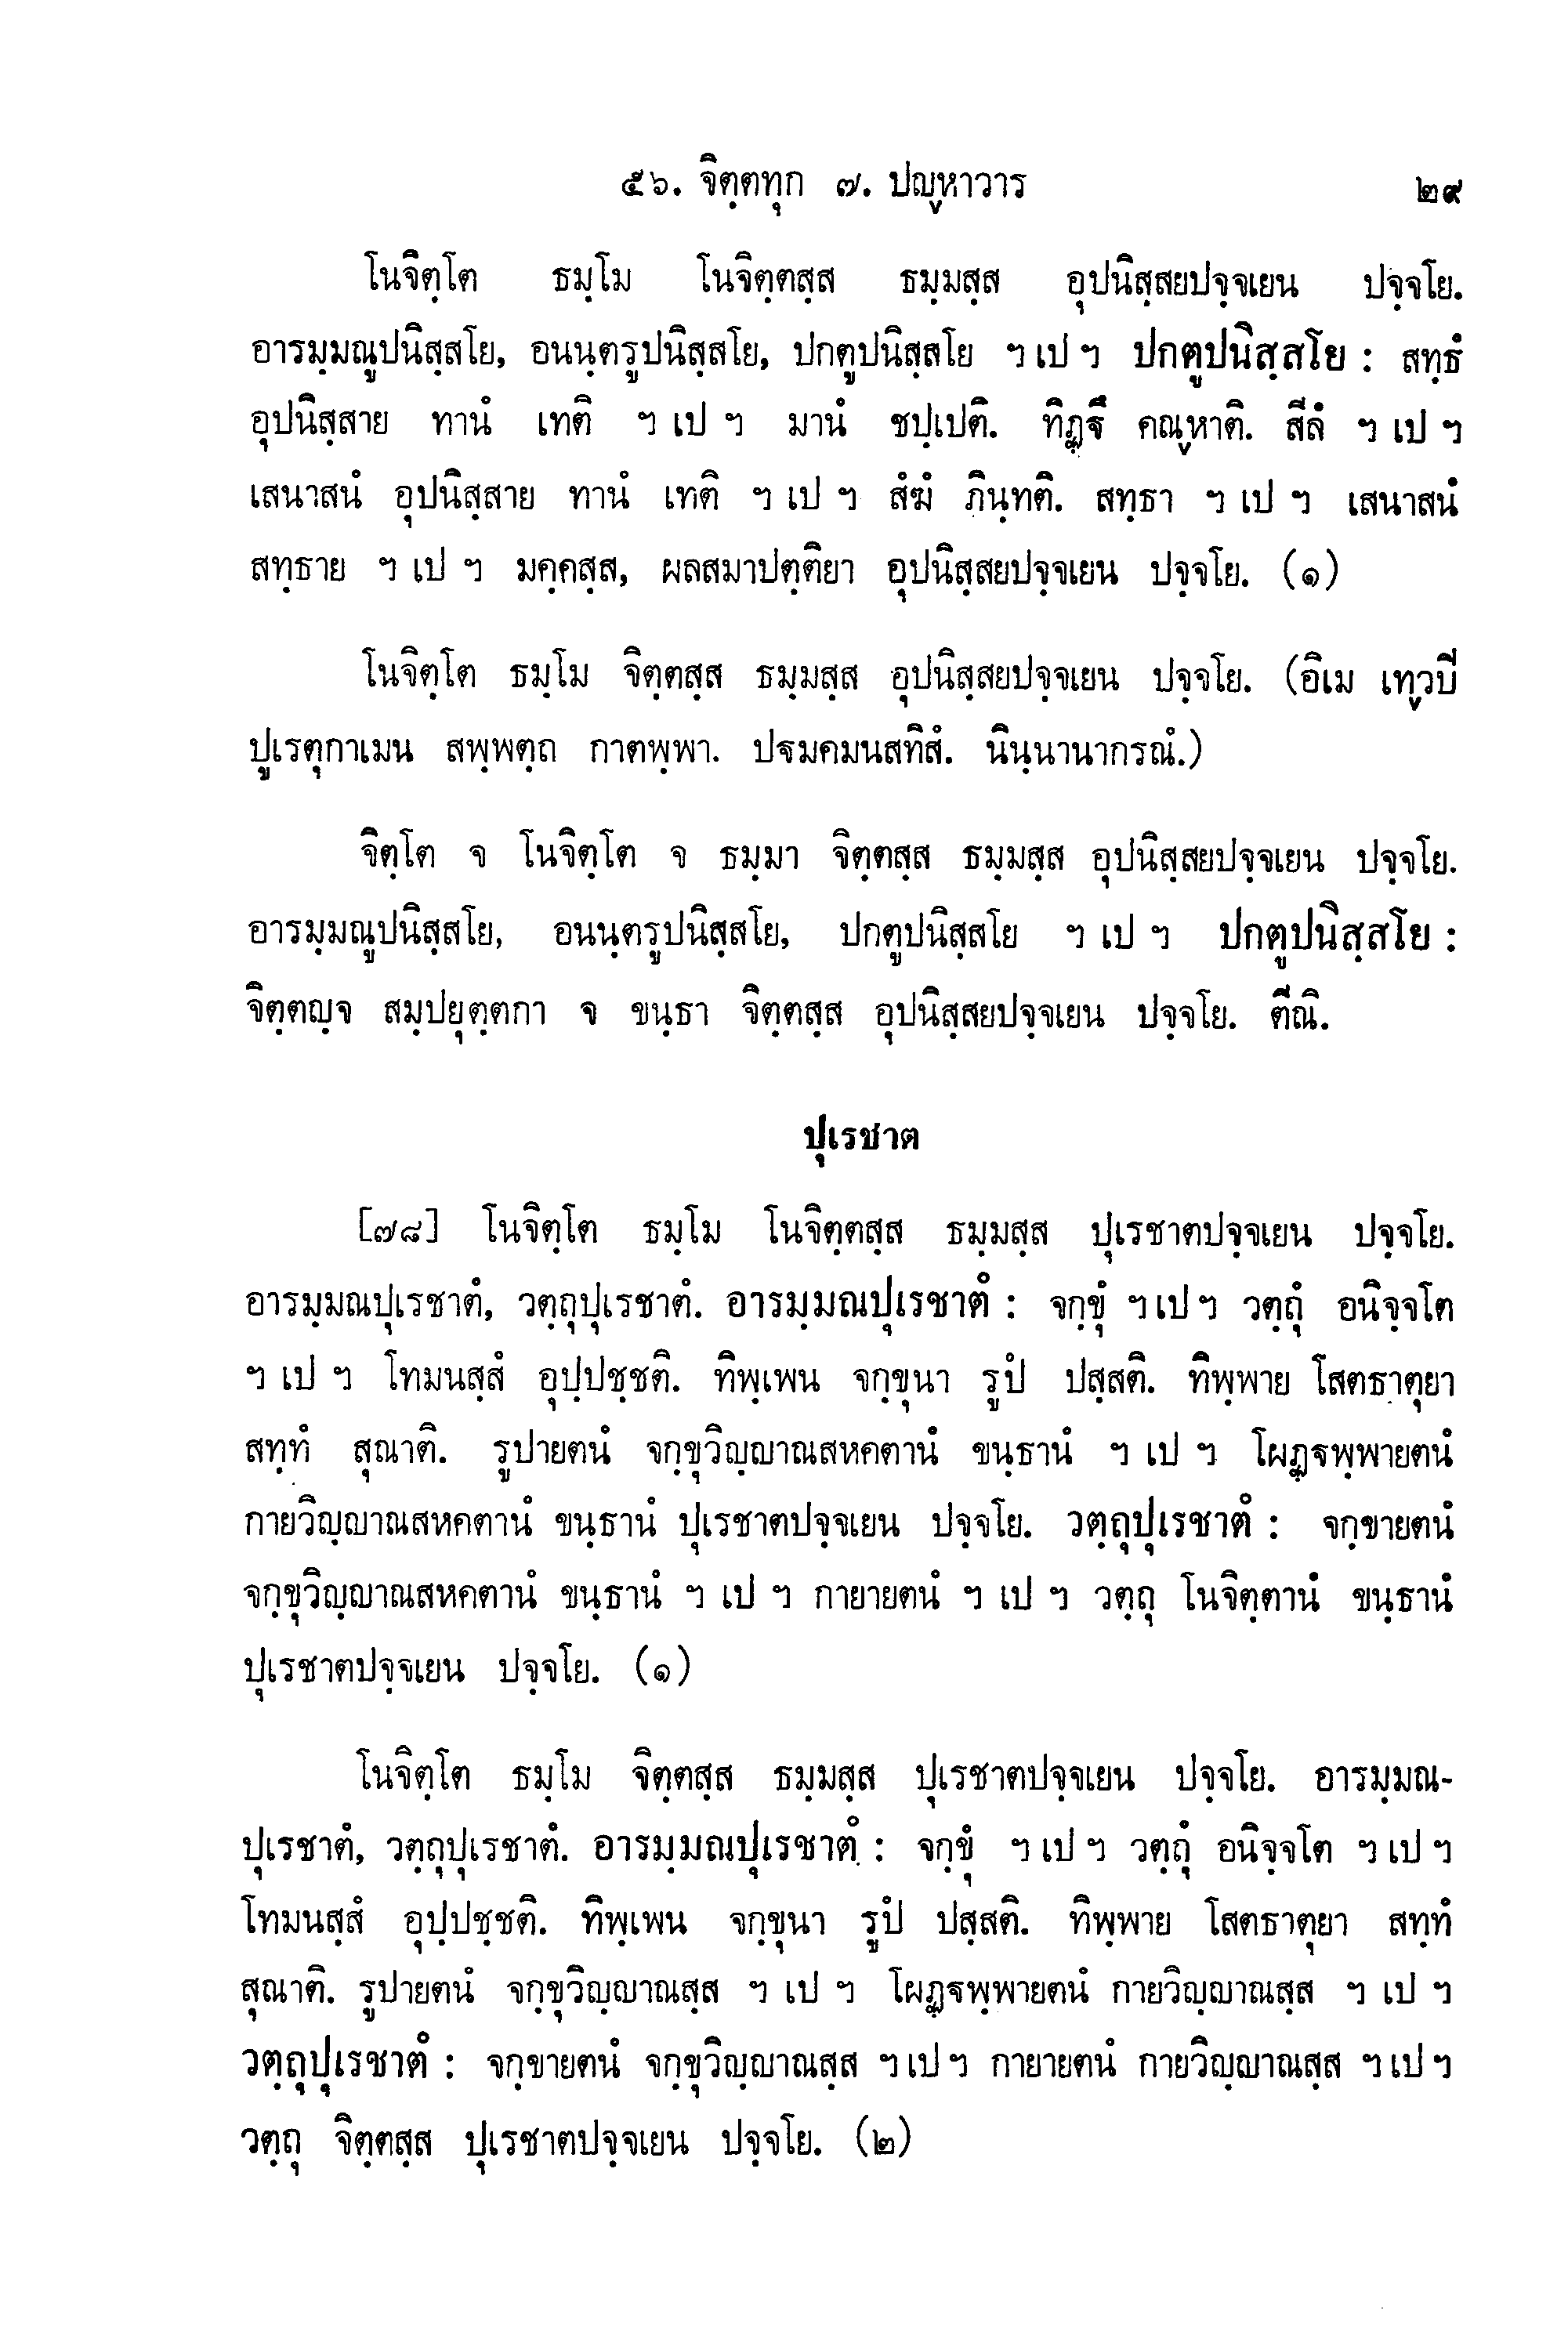 ๕๖. จิตฺตทุก ๗. ปญฺหาวาร ๒๙
โนจิตฺโต ธมฺโม โนจิตฺตสฺส ธมฺมสฺส อุปนิสฺสยปจฺจเยน ปจฺจโย.
อารมฺมณูปนิสฺสโย, อนนฺตรูปนิสฺสโย, ปกตูปนิสฺสโย ฯ เป ฯ ปกตูปนิสฺสโย : สทฺธํ
อุปนิสฺสาย ทานํ เทติ ฯ เป ฯ มานํ ชปฺเปติ. ทิฏฺฐึ คณฺหาติ. สีลํ ฯ เป ฯ
เสนาสนํ อุปนิสฺสาย ทานํ เทติ ฯ เป ฯ สํฆํ ภินฺทติ. สทฺธา ฯ เป ฯ เสนาสนํ
สทฺธาย ฯ เป ฯ มคฺคสฺส, ผลสมาปตฺติยา อุปนิสฺสยปจฺจเยน ปจฺจโย. (๑)
โนจิตฺโต ธมฺโม จิตฺตสฺส ธมฺมสฺส อุปนิสฺสยปจฺจเยน ปจฺจโย. (อิเม เทฺวปี
ปูเรตุกาเมน สพฺพตฺถ กาตพฺพา. ปฐมคมนสทิสํ. นินฺนานากรณํ.)
จิตฺโต จ โนจิตฺโต จ ธมฺมา จิตฺตสฺส ธมฺมสฺส อุปนิสฺสยปจฺจเยน ปจฺจโย.
อารมฺมณูปนิสฺสโย, อนนฺตรูปนิสฺสโย, ปกตูปนิสฺสโย ฯ เป ฯ ปกตูปนิสฺสโย :
จิตฺตญฺจ สมฺปยุตฺตกา จ ขนฺธา จิตฺตสฺส อุปนิสฺสยปจฺจเยน ปจฺจโย. ตีณิ.
ปุเรชาต
[๗๘] โนจิตฺโต ธมฺโม โนจิตฺตสฺส ธมฺมสฺส ปุเรชาตปจฺจเยน ปจฺจโย.
อารมฺมณปุเรชาตํ, วตฺถุปุเรชาตํ. อารมฺมณปุเรชาตํ : จกฺขุํ ฯ เป ฯ วตฺถุํ อนิจฺจโต
ฯ เป ฯ โทมนสฺสํ อุปฺปชฺชติ. ทิพฺเพน จกฺขุนา รูปํ ปสฺสติ. ทิพฺพาย โสตธาตุยา
สทฺทํ สุณาติ. รูปายตนํ จกฺขุวิญฺญาณสหคตานํ ขนฺธานํ ฯ เป ฯ โผฏฺฐพฺพายตนํ
กายวิญฺญาณสหคตานํ ขนฺธานํ ปุเรชาตปจฺจเยน ปจฺจโย. วตฺถุปุเรชาตํ : จกฺขายตนํ
จกฺขุวิญฺญาณสหคตานํ ขนฺธานํ ฯ เป ฯ กายายตนํ ฯ เป ฯ วตฺถุ โนจิตฺตานํ ขนฺธานํ
ปุเรชาตปจฺจเยน ปจฺจโย. (๑)
โนจิตฺโต ธมฺโม จิตฺตสฺส ธมฺมสฺส ปุเรชาตปจฺจเยน ปจฺจโย. อารมฺมณ-
ปุเรชาตํ, วตฺถุปุเรชาตํ. อารมฺมณปุเรชาตํ : จกฺขุํ ฯ เป ฯ วตฺถุํ อนิจฺจโต ฯ เป ฯ
โทมนสฺสํ อุปฺปชฺชติ. ทิพฺเพน จกฺขุนา รูปํ ปสฺสติ. ทิพฺพาย โสตธาตุยา สทฺทํ
สุณาติ. รูปายตนํ จกฺขุวิญฺญาณสฺส ฯ เป ฯ โผฏฺฐพฺพายตนํ กายวิญฺญาณสฺส ฯ เป ฯ
วตฺถุปุเรชาตํ : จกฺขายตนํ จกฺขุวิญฺญาณสฺส ฯ เป ฯ กายายตนํ กายวิญฺญาณสฺส ฯ เป ฯ
วตฺถุ จิตฺตสฺส ปุเรชาตปจฺจเยน ปจฺจโย. (๒)